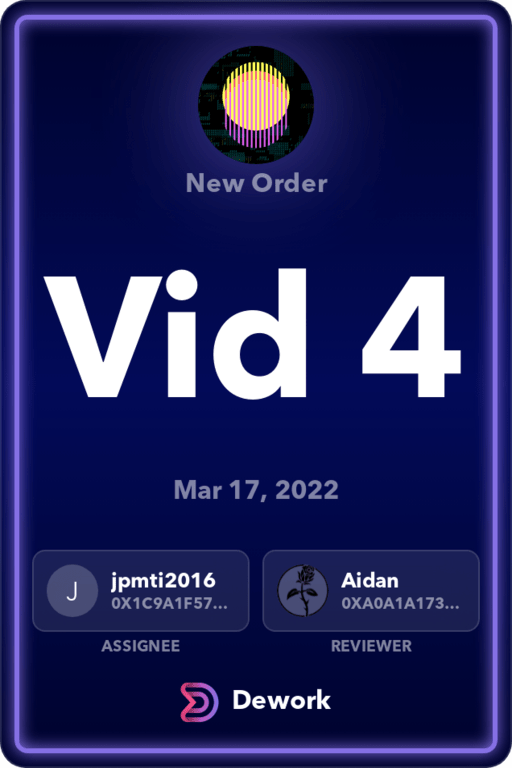 New Order
Vid 4
Mar 17, 2022
J
jpmti2016
0X1C9A1F57...
Aidan
0XA0A1A173...
ASSIGNEE
REVIEWER
Dework